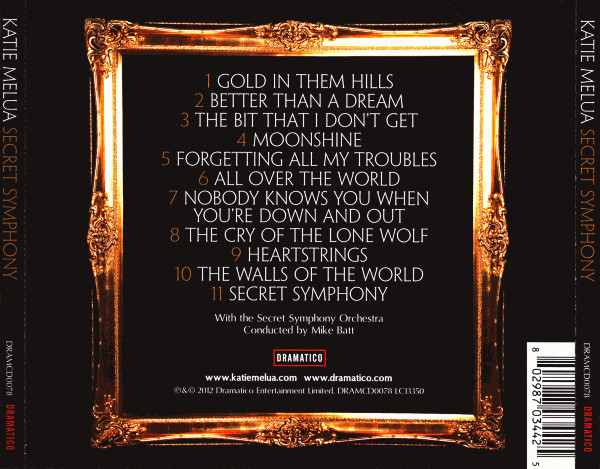 KATIE MELUA SECRET SYMPHONY
DRAMCD0078 DRAMATICO
1 GOLD IN THEM HILLS
2 BETTER THAN A DREAM
3 THE BIT THAT I DON'T GET
4 MOONSHINE
5 FORGETTING ALL MY TROUBLES
6 ALL OVER THE WORLD
7 NOBODY KNOWS YOU WHEN
YOU'RE DOWN AND OUT
8 THE CRY OF THE LONE WOLF
9 HEARTSTRINGS
10 THE WALLS OF THE WORLD
11 SECRET SYMPHONY
With the Secret Symphony Orchestra
Conducted by Mike Batt
DRAMATICO
www.katiemelua.com www.dramatico.com
℗&© 2012 Dramatico Entertainment Limited. DRAMCD0078 LC13350
KATIE MELUA SECRET SYMPHONY
8 02987 03442 5
DRAMCD0078 DRAMATICO